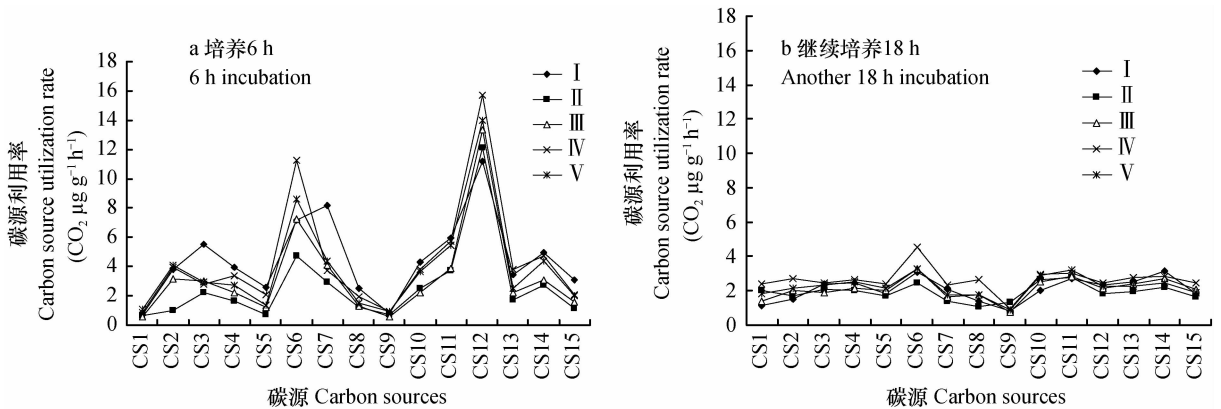 a 培养6 h
6 h incubation
碳源利用率
Carbon source utilization rate
(CO₂ μg g⁻¹ h⁻¹)
18
16
14
12
10
8
6
4
2
0
Ⅰ
Ⅱ
Ⅲ
Ⅳ
Ⅴ
CS1 CS2 CS3 CS4 CS5 CS6 CS7 CS8 CS9 CS10 CS11 CS12 CS13 CS14 CS15
碳源 Carbon sources
b 继续培养18 h
Another 18 h incubation
碳源利用率
Carbon source utilization rate
(CO₂ μg g⁻¹ h⁻¹)
18
16
14
12
10
8
6
4
2
0
Ⅰ
Ⅱ
Ⅲ
Ⅳ
Ⅴ
CS1 CS2 CS3 CS4 CS5 CS6 CS7 CS8 CS9 CS10 CS11 CS12 CS13 CS14 CS15
碳源 Carbon sources